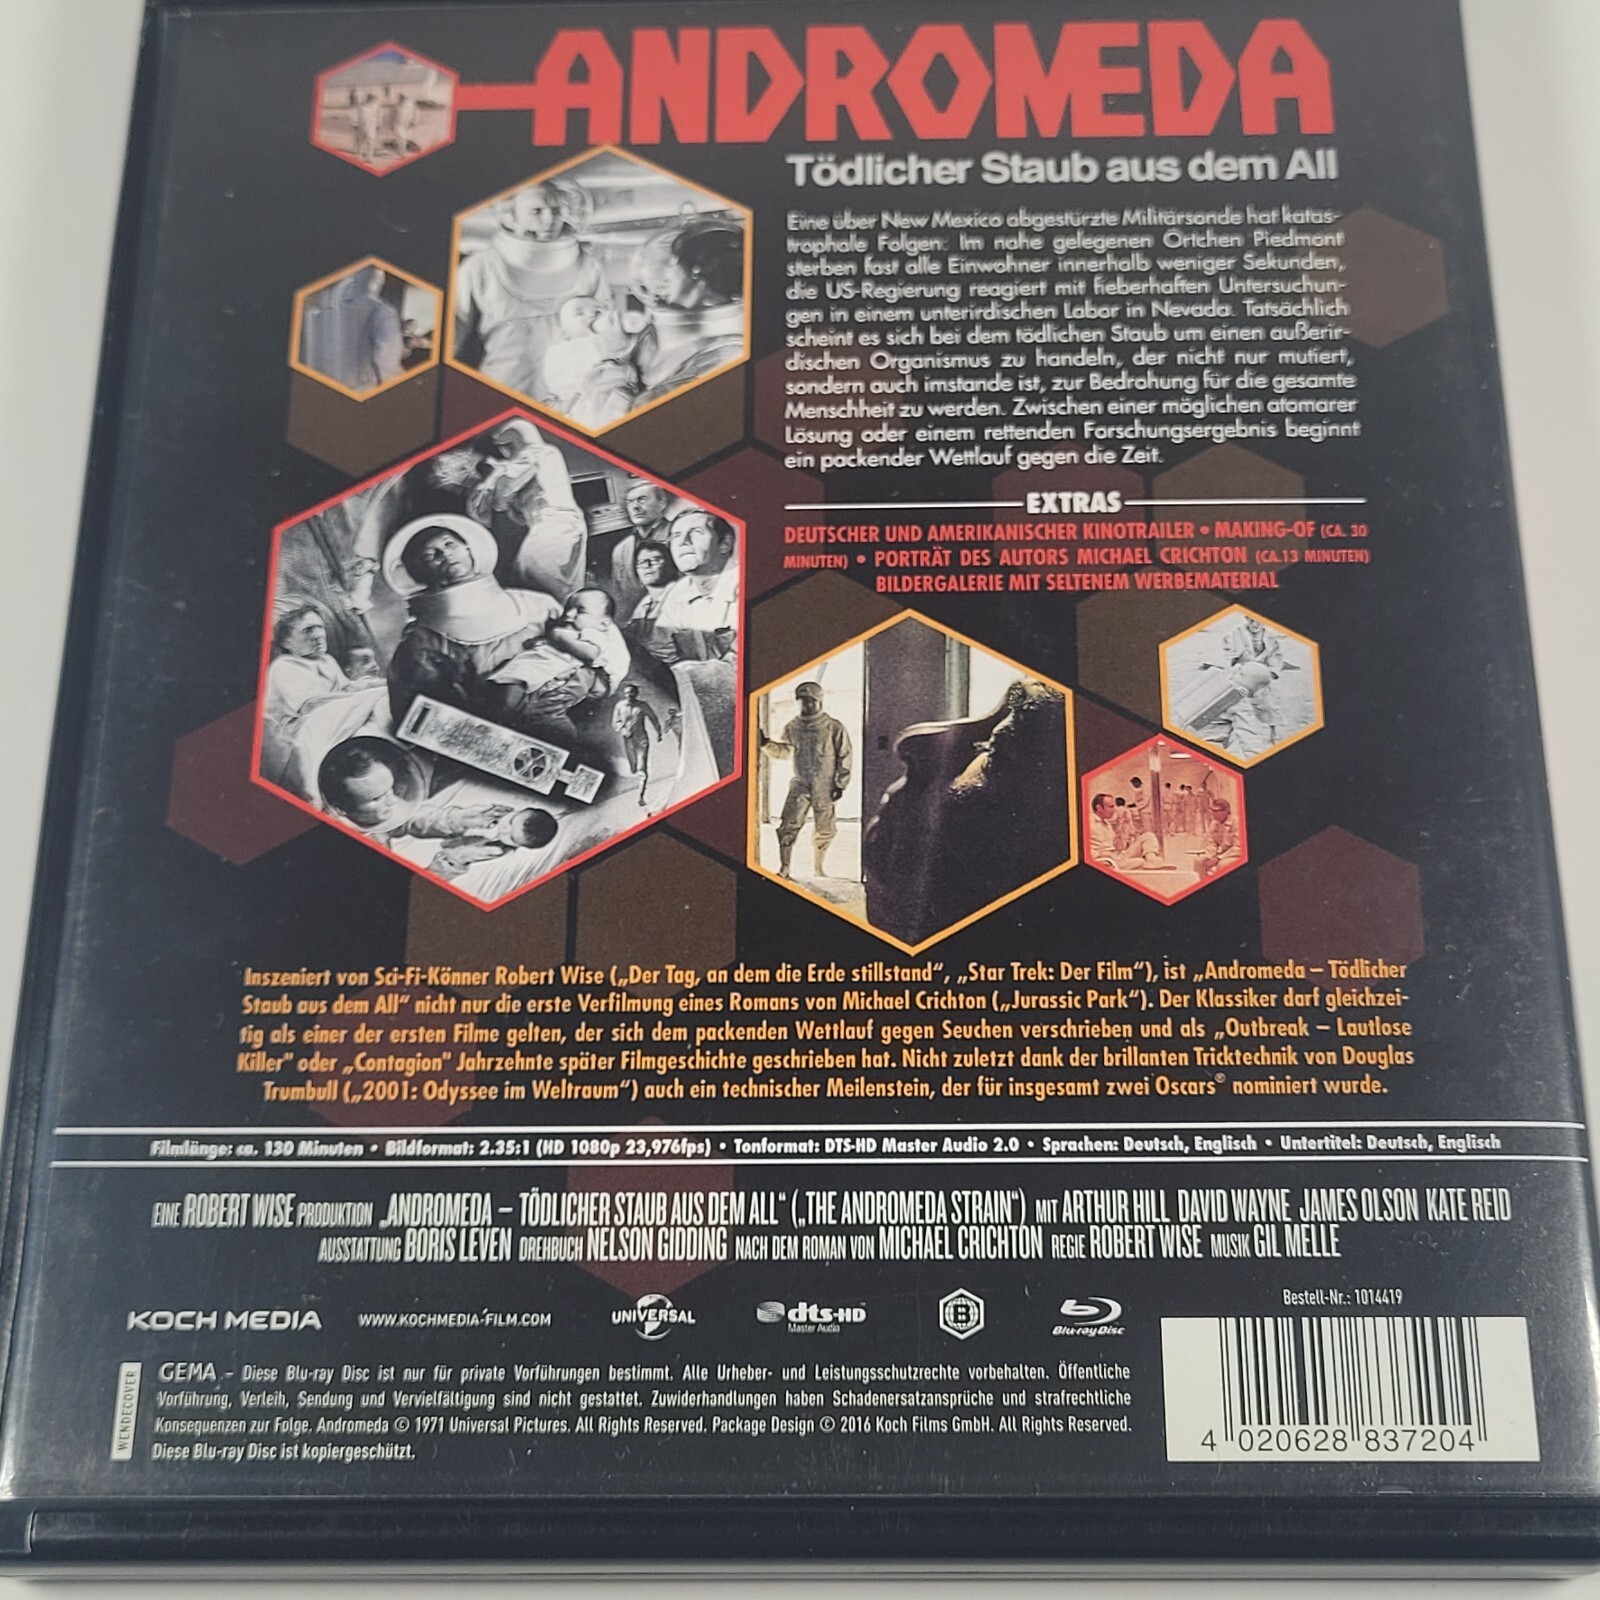 ANDROMEDA
Tödlicher Staub aus dem All
Eine über New Mexico abgestürzte Militärsonde hat katas-
trophale Folgen: Im nahe gelegenen Örtchen Piedmont
sterben fast alle Einwohner innerhalb weniger Sekunden,
die US-Regierung reagiert mit fieberhaften Untersuchun-
gen in einem unterirdischen Labor in Nevada. Tatsächlich
scheint es sich bei dem tödlichen Staub um einen außerir-
dischen Organismus zu handeln, der nicht nur mutiert,
sondern auch imstande ist, zur Bedrohung für die gesamte
Menschheit zu werden. Zwischen einer möglichen atomarer
Lösung oder einem rettenden Forschungsergebnis beginnt
ein packender Wettlauf gegen die Zeit.
EXTRAS
DEUTSCHER UND AMERIKANISCHER KINOTRAILER • MAKING-OF (CA. 30
MINUTEN) • PORTRÄT DES AUTORS MICHAEL CRICHTON (CA.13 MINUTEN)
BILDERGALERIE MIT SELTENEM WERBEMATERIAL
Inszeniert von Sci-Fi-Könner Robert Wise („Der Tag, an dem die Erde stillstand“, „Star Trek: Der Film“), ist „Andromeda – Tödlicher
Staub aus dem All“ nicht nur die erste Verfilmung eines Romans von Michael Crichton („Jurassic Park“). Der Klassiker darf gleichzei-
tig als einer der ersten Filme gelten, der sich dem packenden Wettlauf gegen Seuchen verschrieben und als „Outbreak – Lautlose
Killer" oder „Contagion" Jahrzehnte später Filmgeschichte geschrieben hat. Nicht zuletzt dank der brillanten Tricktechnik von Douglas
Trumbull („2001: Odyssee im Weltraum“) auch ein technischer Meilenstein, der für insgesamt zwei Oscars® nominiert wurde.
Filmlänge: ca. 130 Minuten • Bildformat: 2.35:1 (HD 1080p 23,976fps) • Tonformat: DTS-HD Master Audio 2.0 • Sprachen: Deutsch, Englisch • Untertitel: Deutsch, Englisch
EINE ROBERT WISE PRODUKTION „ANDROMEDA – TÖDLICHER STAUB AUS DEM ALL“ („THE ANDROMEDA STRAIN“) MIT ARTHUR HILL DAVID WAYNE JAMES OLSON KATE REID
AUSSTATTUNG BORIS LEVEN DREHBUCH NELSON GIDDING NACH DEM ROMAN VON MICHAEL CRICHTON REGIE ROBERT WISE MUSIK GIL MELLE
Bestell-Nr.: 1014419
KOCH MEDIA WWW.KOCHMEDIA-FILM.COM UNIVERSAL dts-HD Master Audio B Blu-ray Disc
WENDECOVER
GEMA - Diese Blu-ray Disc ist nur für private Vorführungen bestimmt. Alle Urheber- und Leistungsschutzrechte vorbehalten. Öffentliche
Vorführung, Verleih, Sendung und Vervielfältigung sind nicht gestattet. Zuwiderhandlungen haben Schadenersatzansprüche und strafrechtliche
Konsequenzen zur Folge. Andromeda © 1971 Universal Pictures. All Rights Reserved. Package Design © 2016 Koch Films GmbH. All Rights Reserved.
Diese Blu-ray Disc ist kopiergeschützt.
4 020628 837204